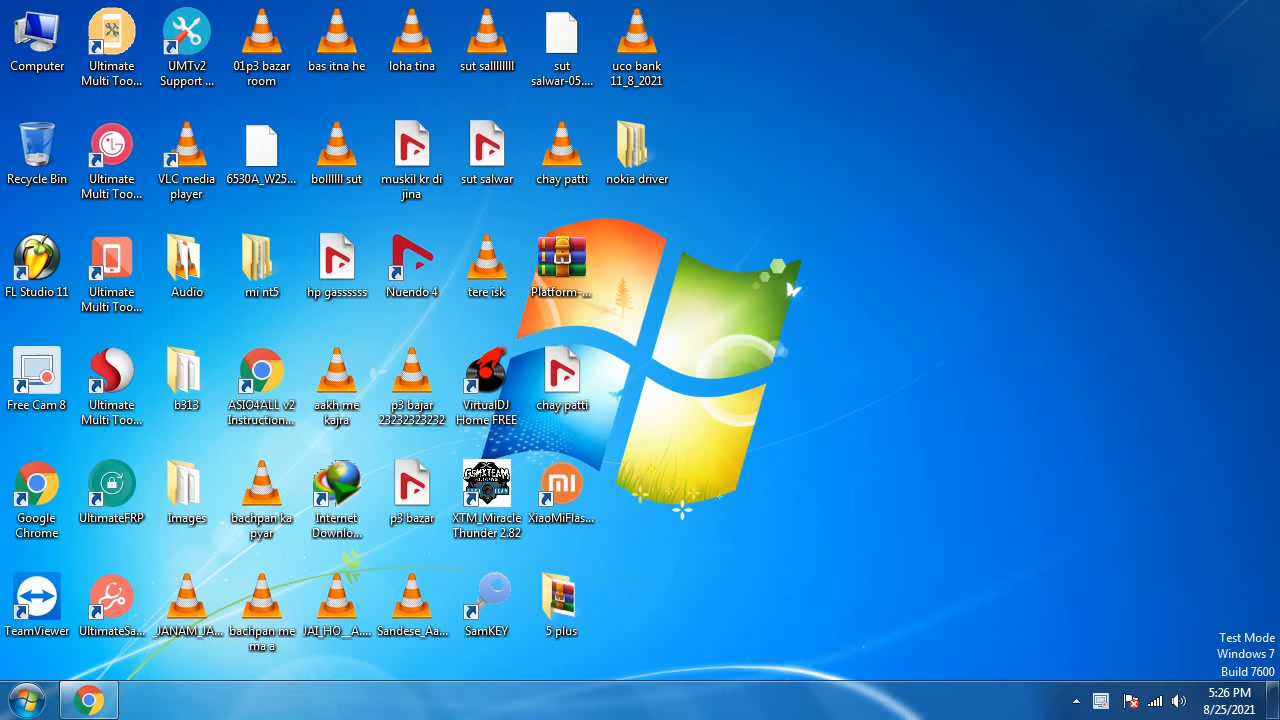 Computer
Ultimate
Multi Too...
UMTv2
Support ...
01p3 bazar
room
bas itna he
loha tina
sut sallllllll
sut
salwar-05....
uco bank
11_8_2021
Recycle Bin
Ultimate
Multi Too...
VLC media
player
6530A_W25...
bollllll sut
muskil kr di
jina
sut salwar
chay patti
nokia driver
FL Studio 11
Ultimate
Multi Too...
Audio
mi nt5
hp gassssss
Nuendo 4
tere isk
Platform-...
Free Cam 8
Ultimate
Multi Too...
b313
ASIO4ALL v2
Instruction...
aakh me
kajra
p3 bajar
23232323232
VirtualDJ
Home FREE
chay patti
Google
Chrome
UltimateFRP
Images
bachpan ka
pyar
Internet
Downlo...
p3 bazar
GSMXTEAM
XTM_Miracle
Thunder 2.82
XiaoMiFlas...
TeamViewer
UltimateSa...
_JANAM_JA...
bachpan me
ma a
JAI_HO__A....
Sandese_Aa...
SamKEY
5 plus
Test Mode
Windows 7
Build 7600
5:26 PM
8/25/2021